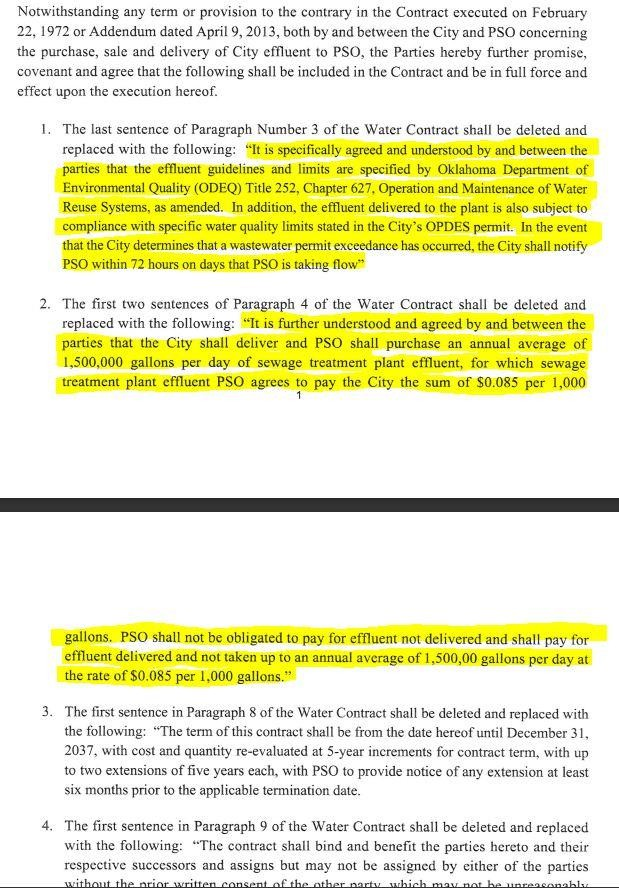 Notwithstanding any term or provision to the contrary in the Contract executed on February
22, 1972 or Addendum dated April 9, 2013, both by and between the City and PSO concerning
the purchase, sale and delivery of City effluent to PSO, the Parties hereby further promise,
covenant and agree that the following shall be included in the Contract and be in full force and
effect upon the execution hereof.
1. The last sentence of Paragraph Number 3 of the Water Contract shall be deleted and
replaced with the following: “It is specifically agreed and understood by and between the
parties that the effluent guidelines and limits are specified by Oklahoma Department of
Environmental Quality (ODEQ) Title 252, Chapter 627, Operation and Maintenance of Water
Reuse Systems, as amended. In addition, the effluent delivered to the plant is also subject to
compliance with specific water quality limits stated in the City’s OPDES permit. In the event
that the City determines that a wastewater permit exceedance has occurred, the City shall notify
PSO within 72 hours on days that PSO is taking flow”
2. The first two sentences of Paragraph 4 of the Water Contract shall be deleted and
replaced with the following: “It is further understood and agreed by and between the
parties that the City shall deliver and PSO shall purchase an annual average of
1,500,000 gallons per day of sewage treatment plant effluent, for which sewage
treatment plant effluent PSO agrees to pay the City the sum of $0.085 per 1,000
1
gallons. PSO shall not be obligated to pay for effluent not delivered and shall pay for
effluent delivered and not taken up to an annual average of 1,500,00 gallons per day at
the rate of $0.085 per 1,000 gallons.”
3. The first sentence in Paragraph 8 of the Water Contract shall be deleted and replaced with
the following: “The term of this contract shall be from the date hereof until December 31,
2037, with cost and quantity re-evaluated at 5-year increments for contract term, with up
to two extensions of five years each, with PSO to provide notice of any extension at least
six months prior to the applicable termination date.
4. The first sentence in Paragraph 9 of the Water Contract shall be deleted and replaced
with the following: “The contract shall bind and benefit the parties hereto and their
respective successors and assigns but may not be assigned by either of the parties
without the prior written consent of the other party, which may not be unreasonably